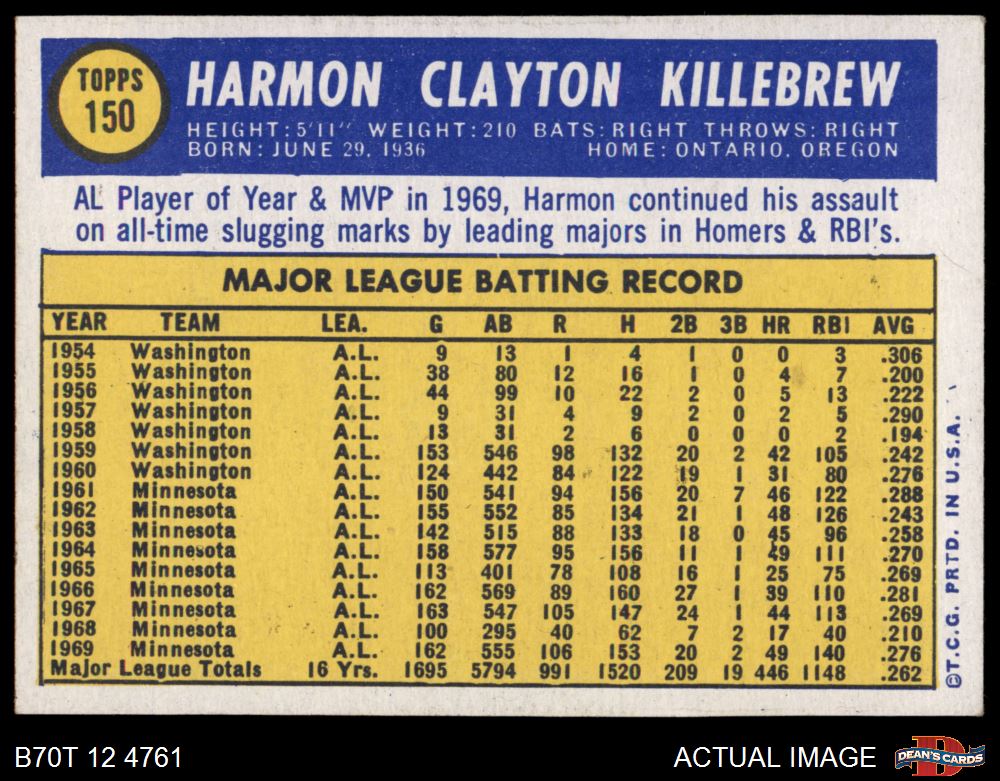 TOPPS
150
HARMON CLAYTON KILLEBREW
HEIGHT: 5'11" WEIGHT: 210 BATS: RIGHT THROWS: RIGHT
BORN: JUNE 29, 1936 HOME: ONTARIO, OREGON
AL Player of Year & MVP in 1969, Harmon continued his assault
on all-time slugging marks by leading majors in Homers & RBI's.
MAJOR LEAGUE BATTING RECORD
YEAR TEAM LEA. G AB R H 2B 3B HR RBI AVG
1954 Washington A.L. 9 13 1 4 1 0 0 3 .306
1955 Washington A.L. 38 80 12 16 1 0 4 7 .200
1956 Washington A.L. 44 99 10 22 2 0 5 13 .222
1957 Washington A.L. 9 31 4 9 2 0 2 5 .290
1958 Washington A.L. 13 31 2 6 0 0 0 2 .194
1959 Washington A.L. 153 546 98 132 20 2 42 105 .242
1960 Washington A.L. 124 442 84 122 19 1 31 80 .276
1961 Minnesota A.L. 150 541 94 156 20 7 46 122 .288
1962 Minnesota A.L. 155 552 85 134 21 1 48 126 .243
1963 Minnesota A.L. 142 515 88 133 18 0 45 96 .258
1964 Minnesota A.L. 158 577 95 156 11 1 49 111 .270
1965 Minnesota A.L. 113 401 78 108 16 1 25 75 .269
1966 Minnesota A.L. 162 569 89 160 27 1 39 110 .281
1967 Minnesota A.L. 163 547 105 147 24 1 44 113 .269
1968 Minnesota A.L. 100 295 40 62 7 2 17 40 .210
1969 Minnesota A.L. 162 555 106 153 20 2 49 140 .276
Major League Totals 16 Yrs. 1695 5794 991 1520 209 19 446 1148 .262
©T.C.G. PRTD. IN U.S.A.
B70T 12 4761
ACTUAL IMAGE
D
DEAN'S CARDS